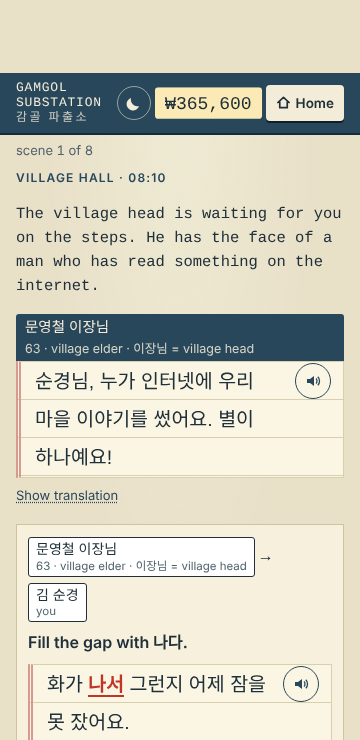 GAMGOL
SUBSTATION
감골 파출소
₩365,600
Home
scene 1 of 8
VILLAGE HALL · 08:10
The village head is waiting for you
on the steps. He has the face of a
man who has read something on the
internet.
문영철 이장님
63 · village elder · 이장님 = village head
순경님, 누가 인터넷에 우리
마을 이야기를 썼어요. 별이
하나예요!
Show translation
문영철 이장님
63 · village elder · 이장님 = village head
→
김 순경
you
Fill the gap with 나다.
화가 나서 그런지 어제 잠을
못 잤어요.